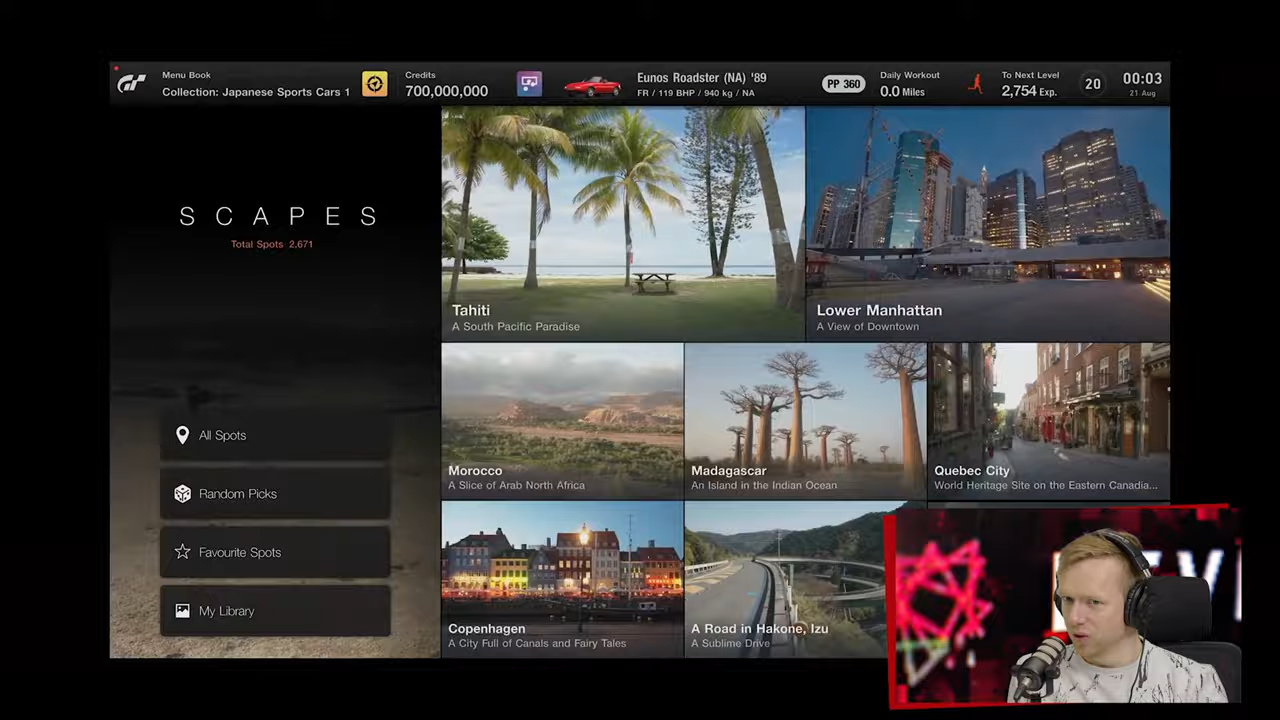 Menu Book
Collection: Japanese Sports Cars 1
Credits
700,000,000
Eunos Roadster (NA) '89
FR / 119 BHP / 940 kg / NA
PP 360
Daily Workout
0.0 Miles
To Next Level
2,754 Exp.
20
00:03
21 Aug
SCAPES
Total Spots 2,671
All Spots
Random Picks
Favourite Spots
My Library
Tahiti
A South Pacific Paradise
Lower Manhattan
A View of Downtown
Morocco
A Slice of Arab North Africa
Madagascar
An Island in the Indian Ocean
Quebec City
World Heritage Site on the Eastern Canadia...
Copenhagen
A City Full of Canals and Fairy Tales
A Road in Hakone, Izu
A Sublime Drive